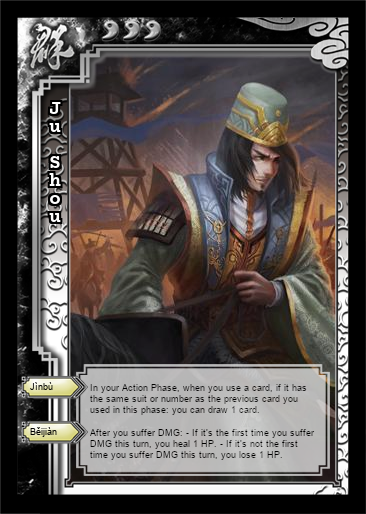 群
Ju Shou
Jìnbù
In your Action Phase, when you use a card, if it has
the same suit or number as the previous card you
used in this phase: you can draw 1 card.
Běijiàn
After you suffer DMG: - If it's the first time you suffer
DMG this turn, you heal 1 HP. - If it's not the first
time you suffer DMG this turn, you lose 1 HP.